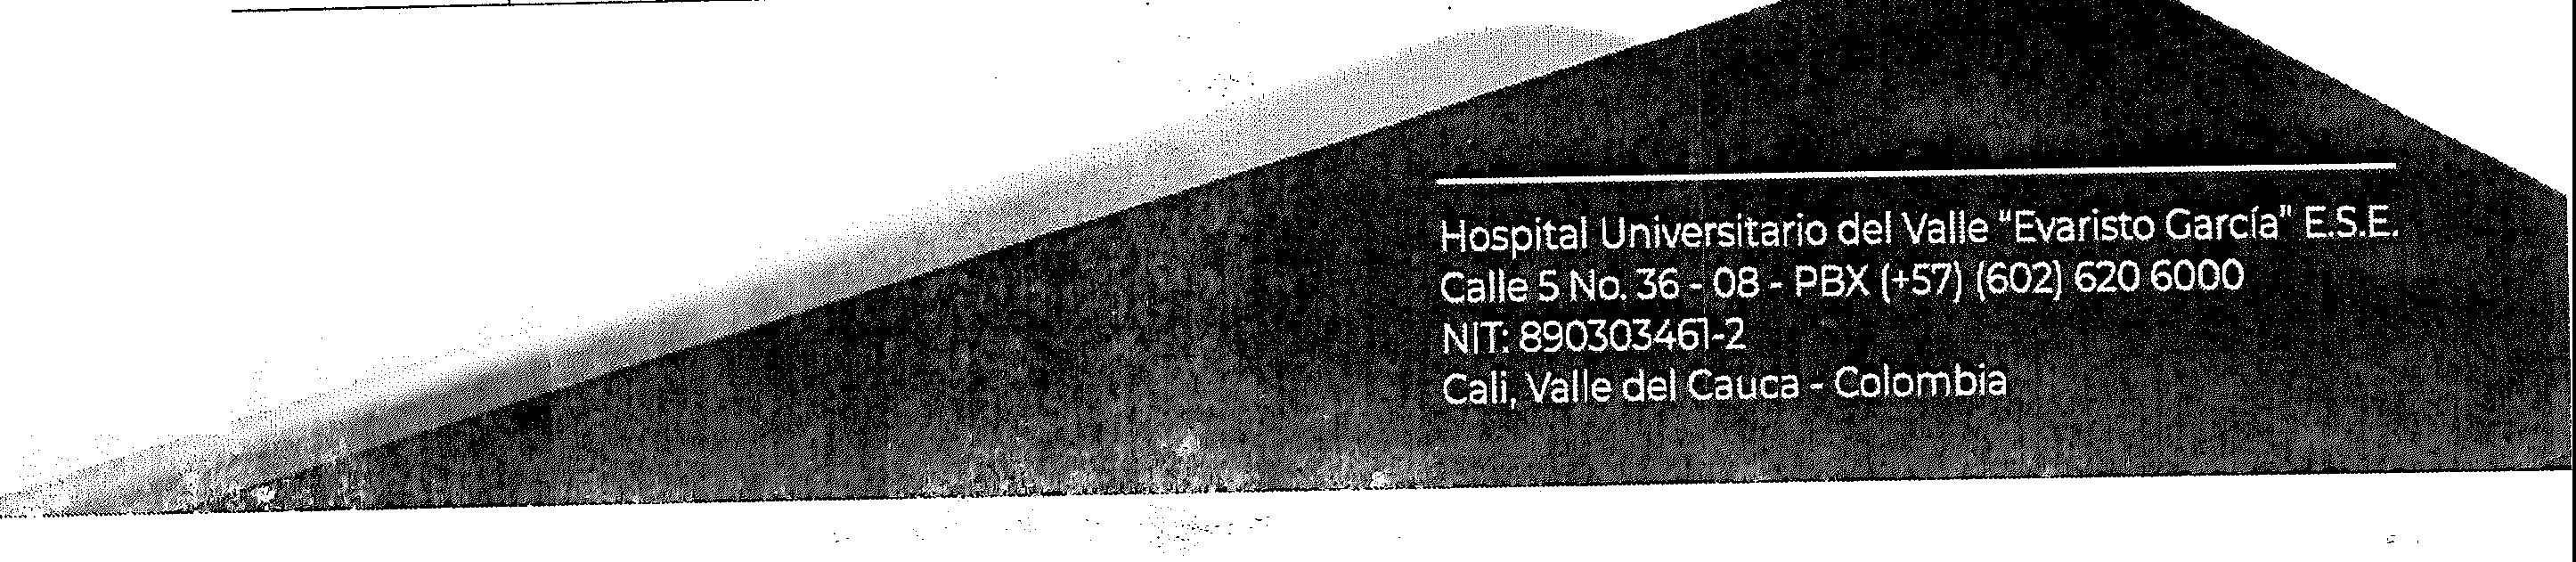 Hospital Universitario del Valle “Evaristo García” E.S.E.
Calle 5 No. 36 - 08 - PBX (+57) (602) 620 6000
NIT: 890303461-2
Cali, Valle del Cauca - Colombia